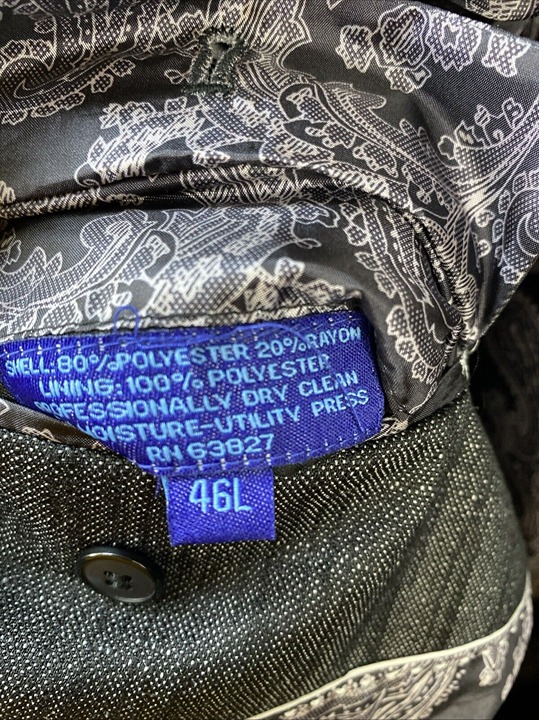 SHELL: 80% POLYESTER 20% RAYON
LINING: 100% POLYESTER
PROFESSIONALLY DRY CLEAN
MOISTURE-UTILITY PRESS
RN 63827
46L